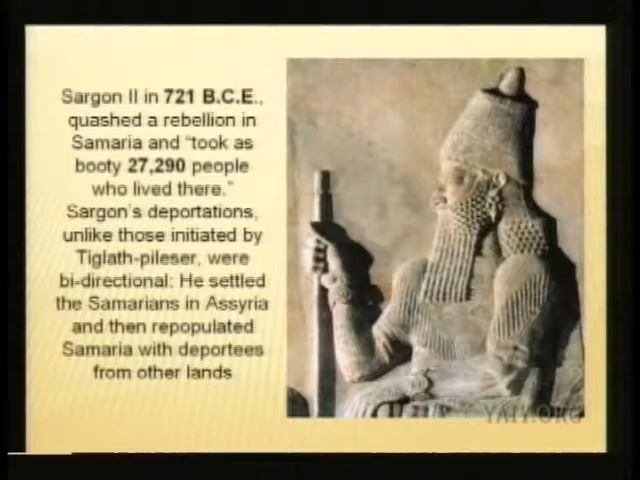 Sargon II in 721 B.C.E.,
quashed a rebellion in
Samaria and "took as
booty 27,290 people
who lived there."
Sargon's deportations,
unlike those initiated by
Tiglath-pileser, were
bi-directional: He settled
the Samarians in Assyria
and then repopulated
Samaria with deportees
from other lands
YAIY.ORG